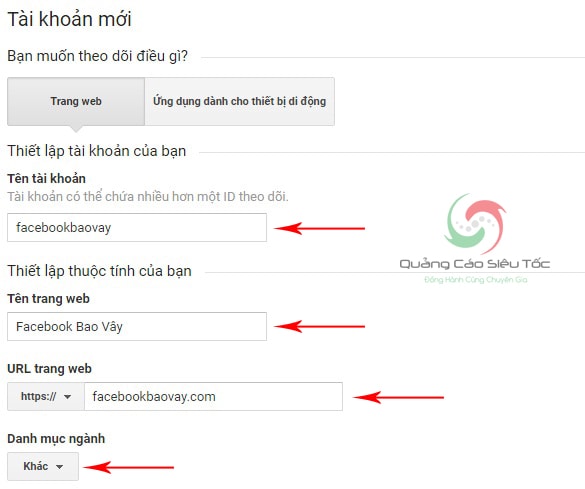 Tài khoản mới
Bạn muốn theo dõi điều gì?
Trang web
Ứng dụng dành cho thiết bị di động
Thiết lập tài khoản của bạn
Tên tài khoản
Tài khoản có thể chứa nhiều hơn một ID theo dõi.
facebookbaovay
Quảng Cáo Siêu Tốc
Đồng Hành Cùng Chuyên Gia
Thiết lập thuộc tính của bạn
Tên trang web
Facebook Bao Vây
URL trang web
https:// facebookbaovay.com
Danh mục ngành
Khác